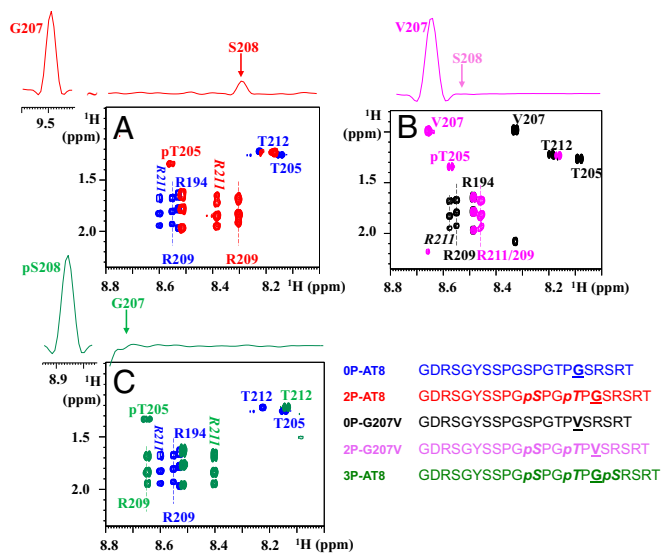 G207
S208
9.5
¹H
(ppm)
A
pT205
R211
R194
R211
T212
T205
R209
R209
1.5
2.0
8.8
8.6
8.4
8.2
¹H (ppm)
V207
S208
¹H
(ppm)
B
V207
pT205
R194
T212
T205
R211
R209
R211/209
1.5
2.0
8.8
8.6
8.4
8.2
¹H (ppm)
pS208
G207
8.9
¹H
(ppm)
C
pT205
R211
R194
R211
T212
T212
T205
R209
R209
1.5
2.0
8.8
8.6
8.4
8.2
¹H (ppm)
0P-AT8 GDRSGYSSPGSPGTPGSRSRT
2P-AT8 GDRSGYSSPGpSPGpTPGSRSRT
0P-G207V GDRSGYSSPGSPGTPVSRSRT
2P-G207V GDRSGYSSPGpSPGpTPVSRSRT
3P-AT8 GDRSGYSSPGpSPGpTPGpSRSRT